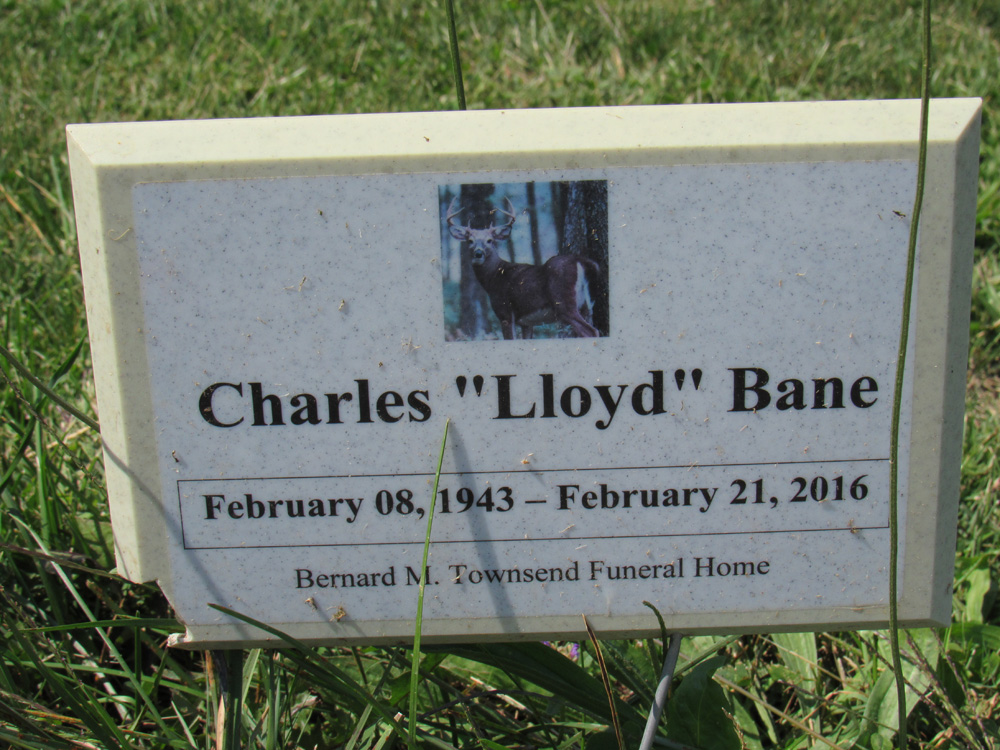 Charles "Lloyd" Bane
February 08, 1943 – February 21, 2016
Bernard M. Townsend Funeral Home